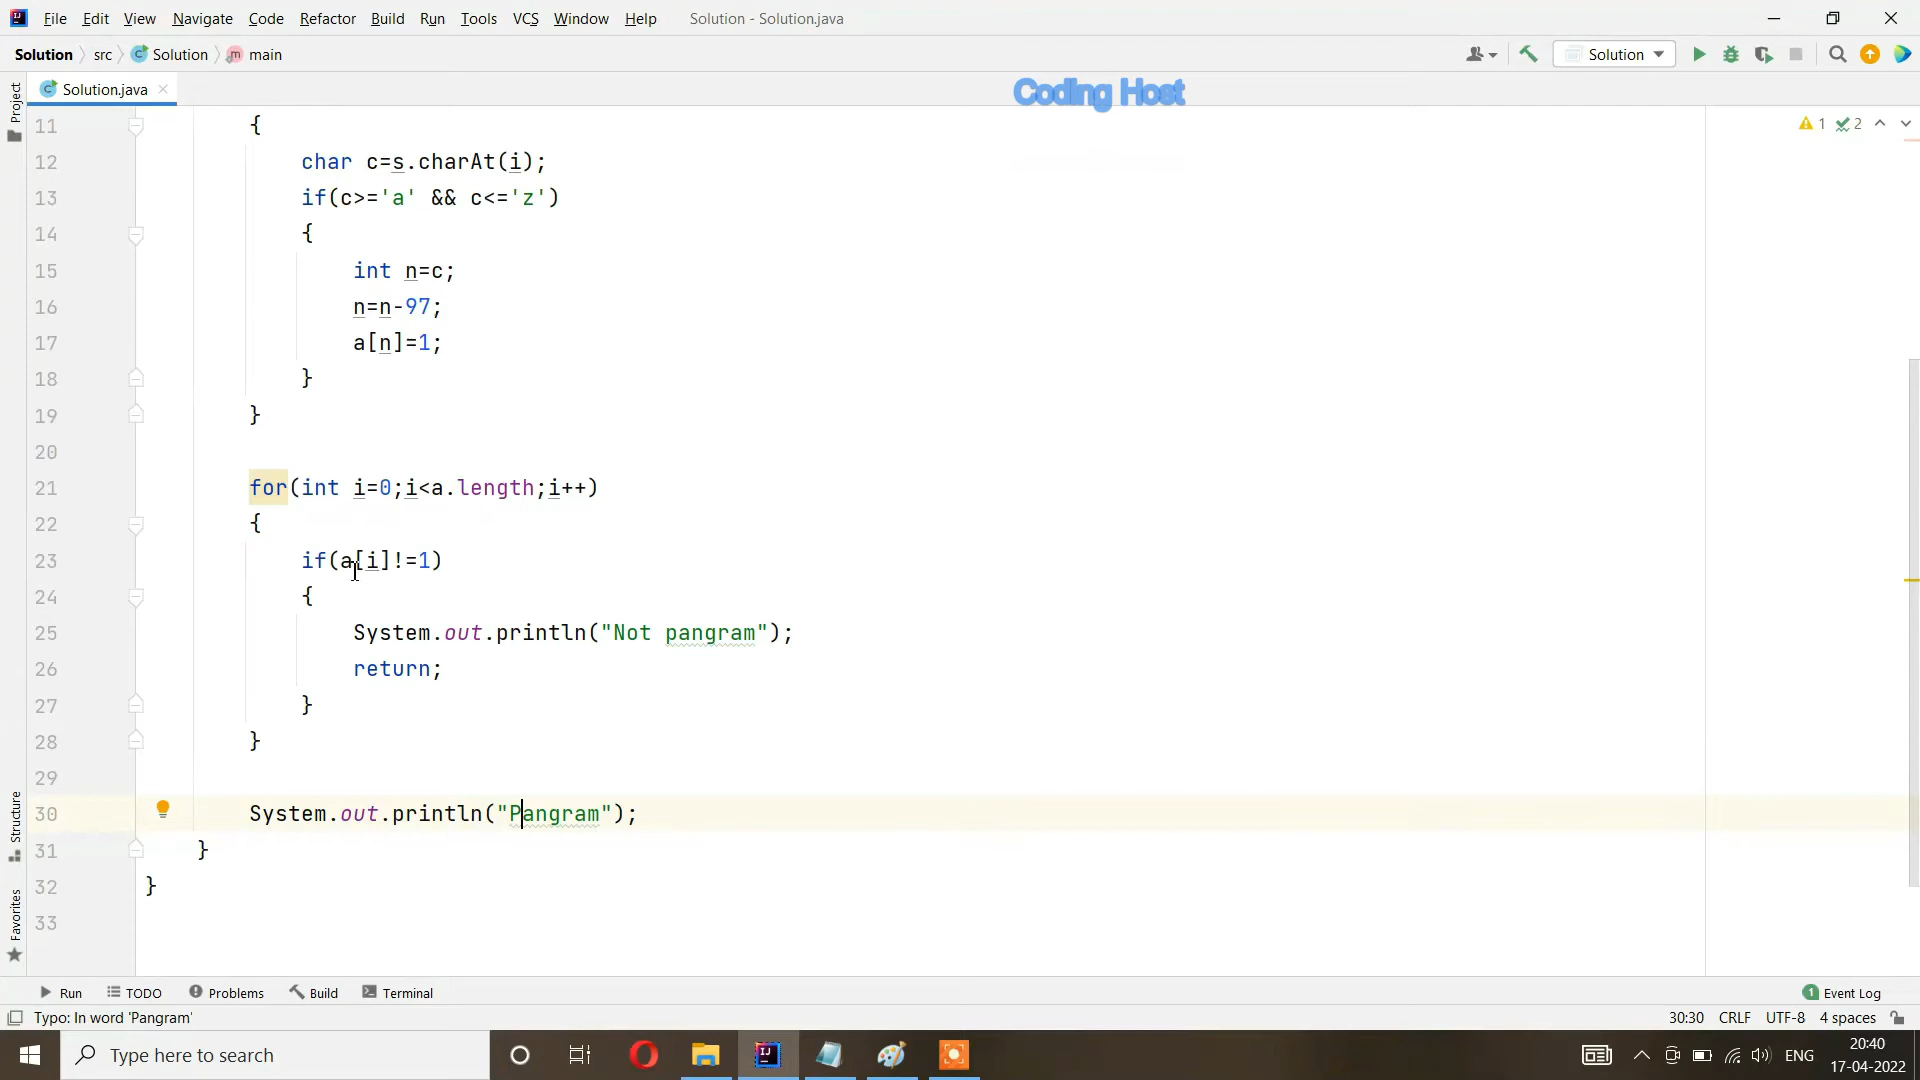 File Edit View Navigate Code Refactor Build Run Tools VCS Window Help Solution - Solution.java
Solution src Solution main Solution
Project
Solution.java
Coding Host
11 {
1 2
12 char c=s.charAt(i);
13 if(c>='a' && c<='z')
14 {
15 int n=c;
16 n=n-97;
17 a[n]=1;
18 }
19 }
20
21 for(int i=0;i<a.length;i++)
22 {
23 if(a[i]!=1)
24 {
25 System.out.println("Not pangram");
26 return;
27 }
28 }
29
30 System.out.println("Pangram");
31 }
32 }
33
Structure
Favorites
Run TODO Problems Build Terminal 1 Event Log
Typo: In word 'Pangram' 30:30 CRLF UTF-8 4 spaces
Type here to search ENG 20:40
17-04-2022